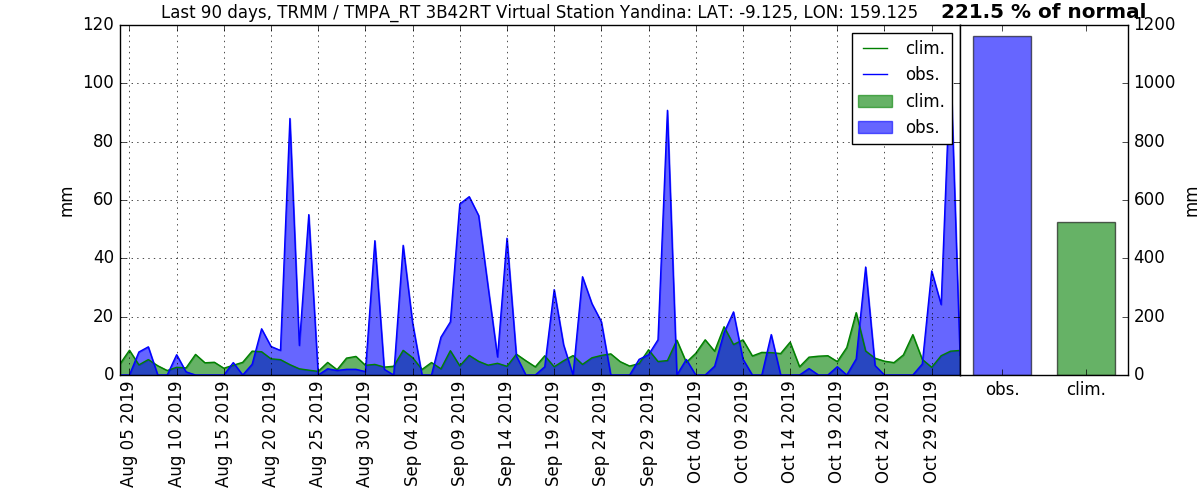 Last 90 days, TRMM / TMPA_RT 3B42RT Virtual Station Yandina: LAT: -9.125, LON: 159.125
221.5 % of normal
120
100
80
60
40
20
0
mm
clim.
obs.
clim.
obs.
1200
1000
800
600
400
200
0
mm
Aug 05 2019
Aug 10 2019
Aug 15 2019
Aug 20 2019
Aug 25 2019
Aug 30 2019
Sep 04 2019
Sep 09 2019
Sep 14 2019
Sep 19 2019
Sep 24 2019
Sep 29 2019
Oct 04 2019
Oct 09 2019
Oct 14 2019
Oct 19 2019
Oct 24 2019
Oct 29 2019
obs.
clim.